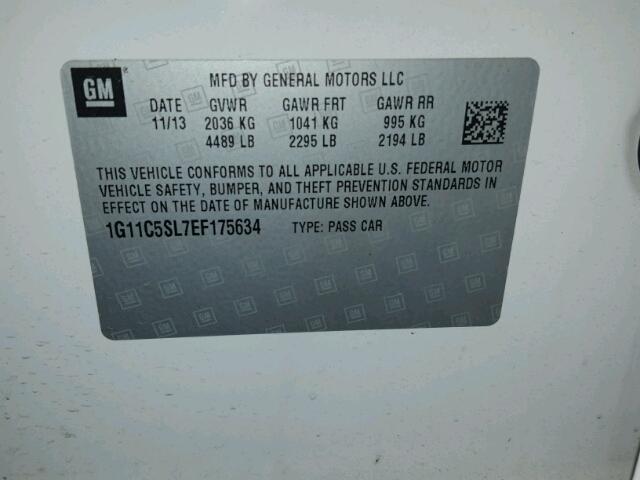 GM
MFD BY GENERAL MOTORS LLC
DATE GVWR GAWR FRT GAWR RR
11/13 2036 KG 1041 KG 995 KG
4489 LB 2295 LB 2194 LB
THIS VEHICLE CONFORMS TO ALL APPLICABLE U.S. FEDERAL MOTOR
VEHICLE SAFETY, BUMPER, AND THEFT PREVENTION STANDARDS IN
EFFECT ON THE DATE OF MANUFACTURE SHOWN ABOVE.
1G11C5SL7EF175634 TYPE: PASS CAR